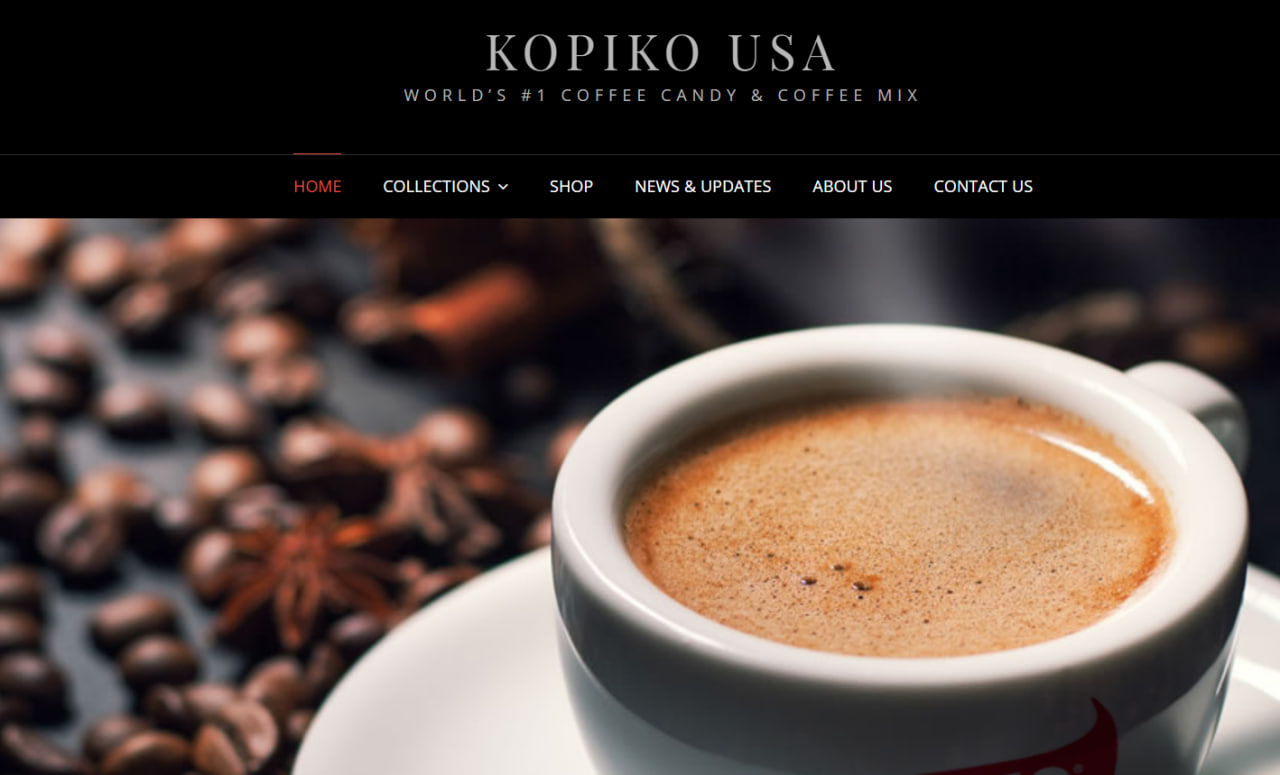 KOPIKO USA
WORLD’S #1 COFFEE CANDY & COFFEE MIX
HOME COLLECTIONS SHOP NEWS & UPDATES ABOUT US CONTACT US